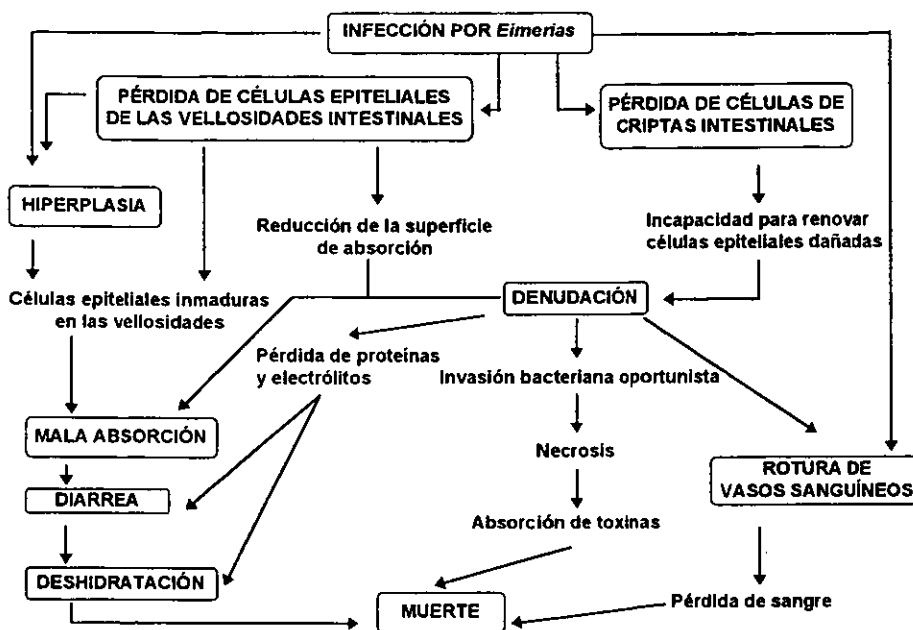 INFECCIÓN POR Eimerias
PÉRDIDA DE CÉLULAS EPITELIALES
DE LAS VELLOSIDADES INTESTINALES
PÉRDIDA DE CÉLULAS DE
CRIPTAS INTESTINALES
HIPERPLASIA
Reducción de la superficie
de absorción
Incapacidad para renovar
células epiteliales dañadas
Células epiteliales inmaduras
en las vellosidades
DENUDACIÓN
Pérdida de proteínas
y electrólitos
Invasión bacteriana oportunista
MALA ABSORCIÓN
Necrosis
ROTURA DE
VASOS SANGUÍNEOS
DIARREA
Absorción de toxinas
DESHIDRATACIÓN
MUERTE
Pérdida de sangre